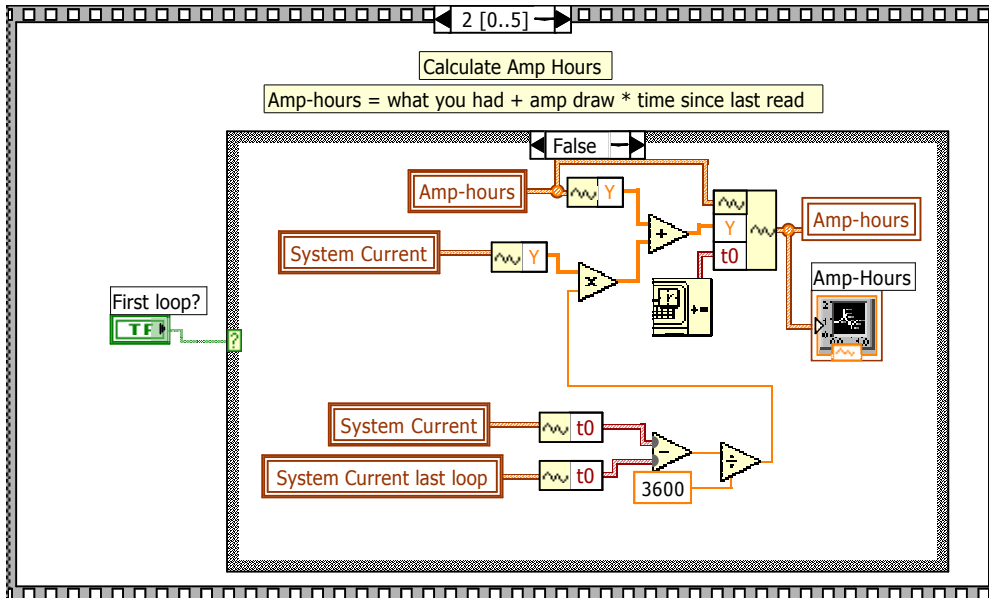 2 [0..5]
Calculate Amp Hours
Amp-hours = what you had + amp draw * time since last read
False
Amp-hours
Y
System Current
Y
+
x
Y
t0
Amp-hours
Amp-Hours
First loop?
TF
?
System Current
t0
-
÷
System Current last loop
t0
3600